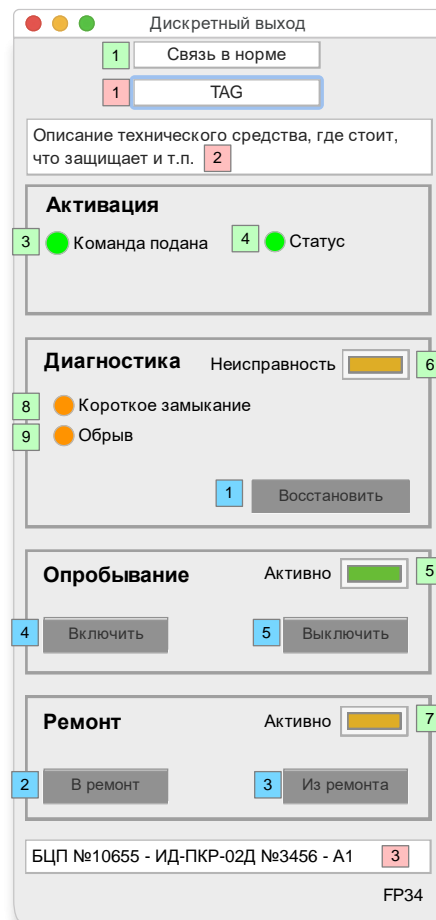 Дискретный выход
1 Связь в норме
1 TAG
Описание технического средства, где стоит,
что защищает и т.п. 2
Активация
3 Команда подана 4 Статус
Диагностика Неисправность 6
8 Короткое замыкание
9 Обрыв
1 Восстановить
Опробывание Активно 5
4 Включить 5 Выключить
Ремонт Активно 7
2 В ремонт 3 Из ремонта
БЦП №10655 - ИД-ПКР-02Д №3456 - А1 3
FP34